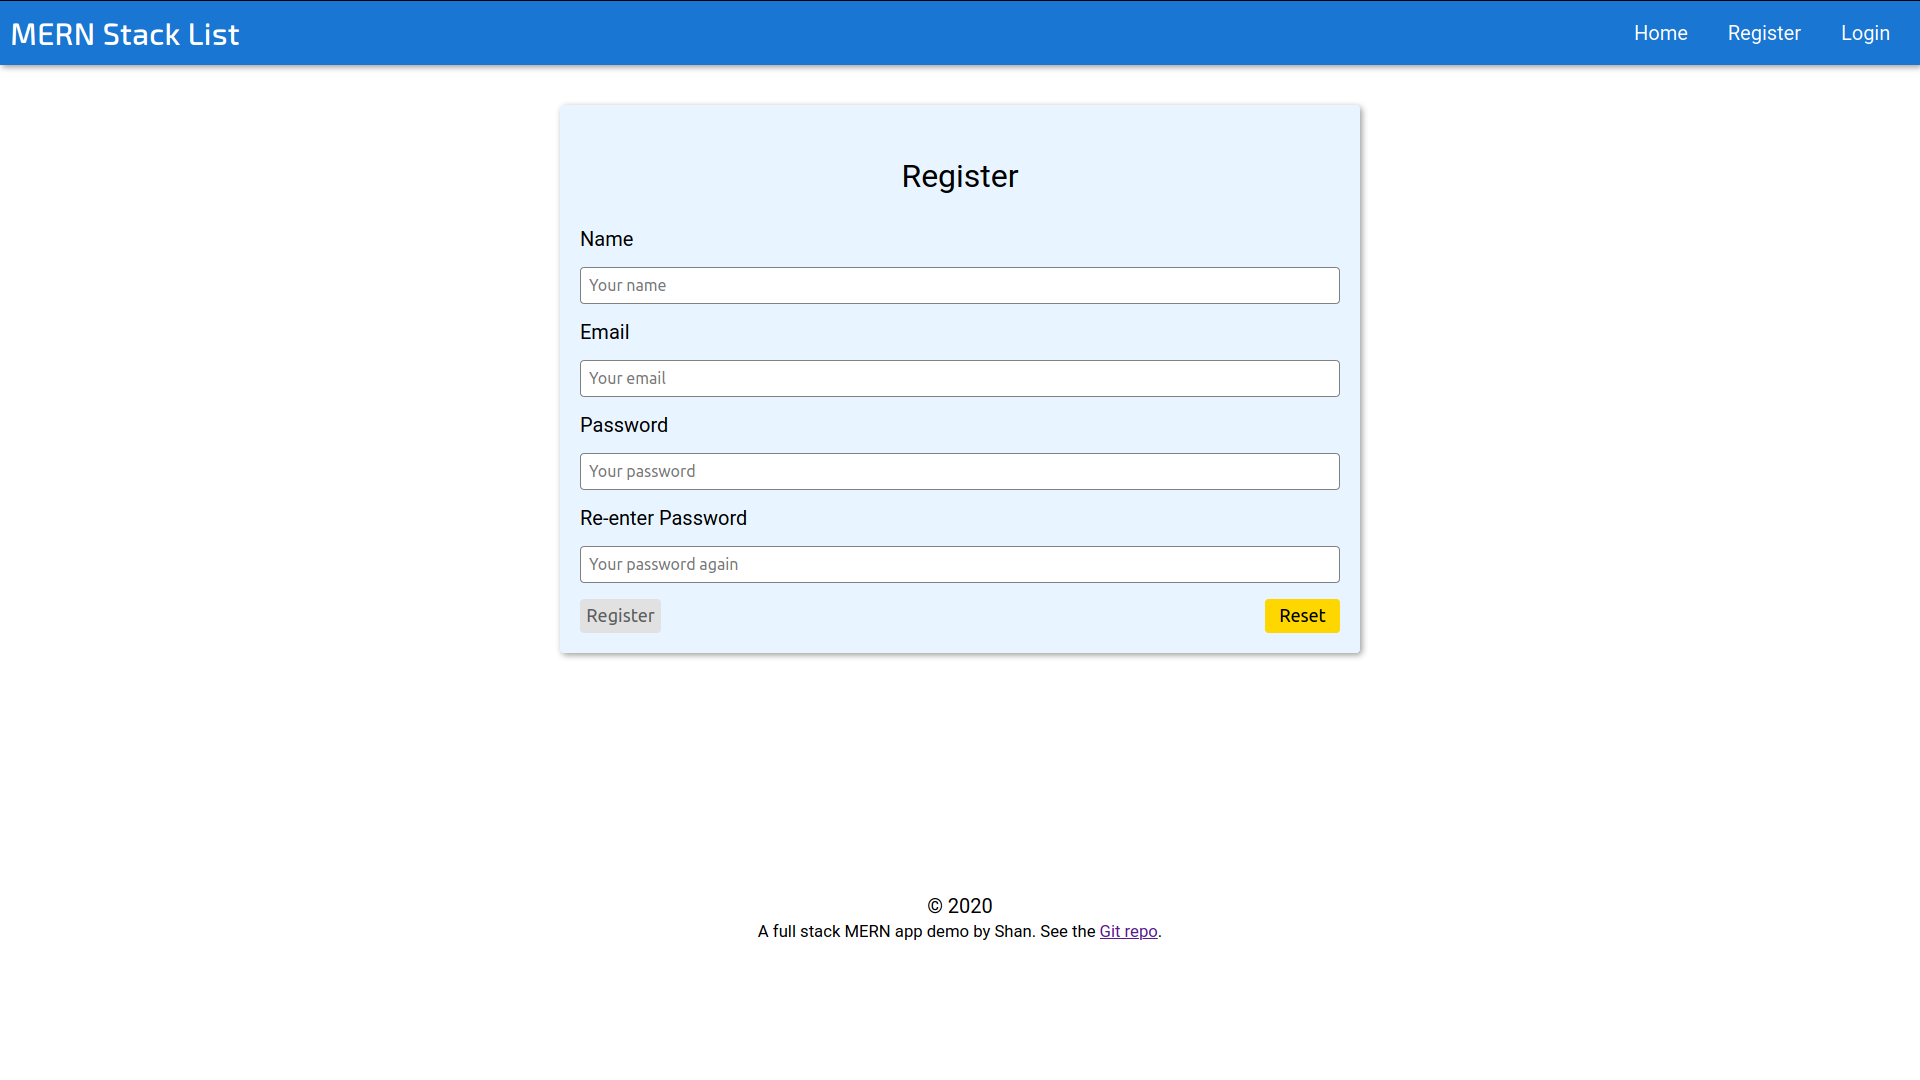 MERN Stack List
Home Register Login
Register
Name
Your name
Email
Your email
Password
Your password
Re-enter Password
Your password again
Register Reset
© 2020
A full stack MERN app demo by Shan. See the Git repo.